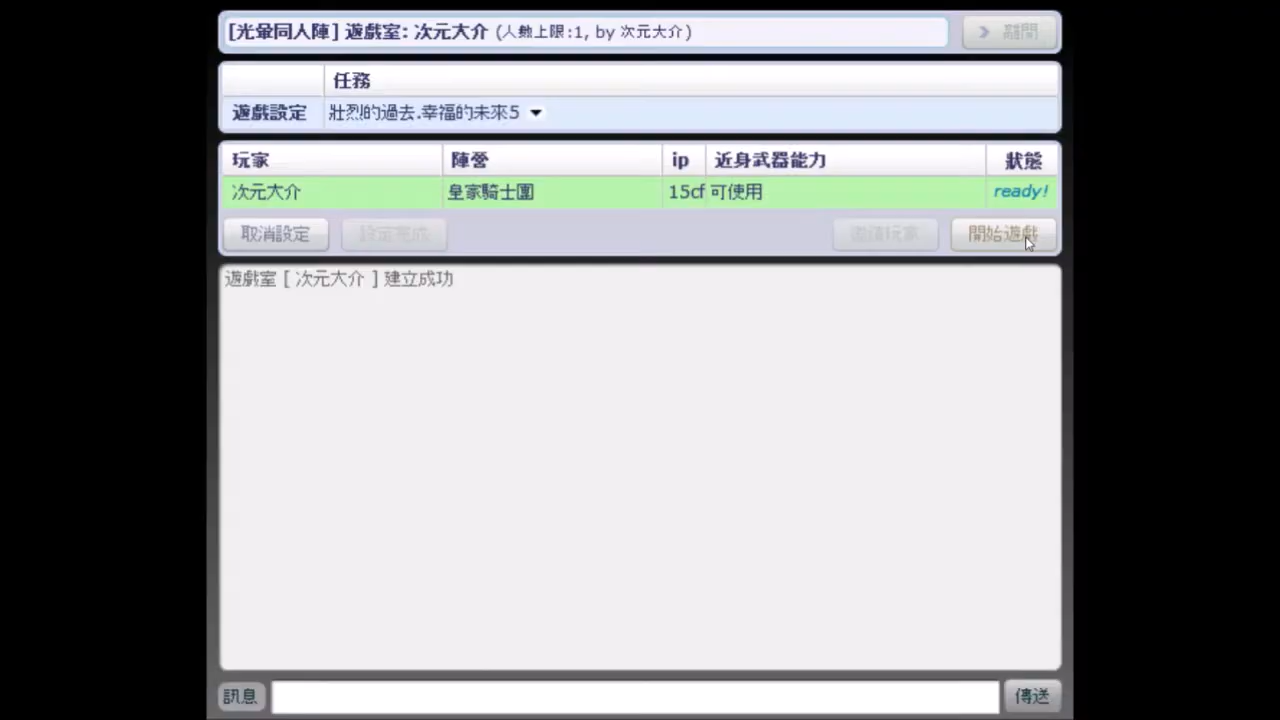 [光暈同人陣] 遊戲室: 次元大介 (人數上限:1, by 次元大介)
離開
任務
遊戲設定 壯烈的過去.幸福的未來5
玩家 陣營 ip 近身武器能力 狀態
次元大介 皇家騎士團 15cf 可使用 ready!
取消設定 設定完成 邀請玩家 開始遊戲
遊戲室 [ 次元大介 ] 建立成功
訊息 傳送